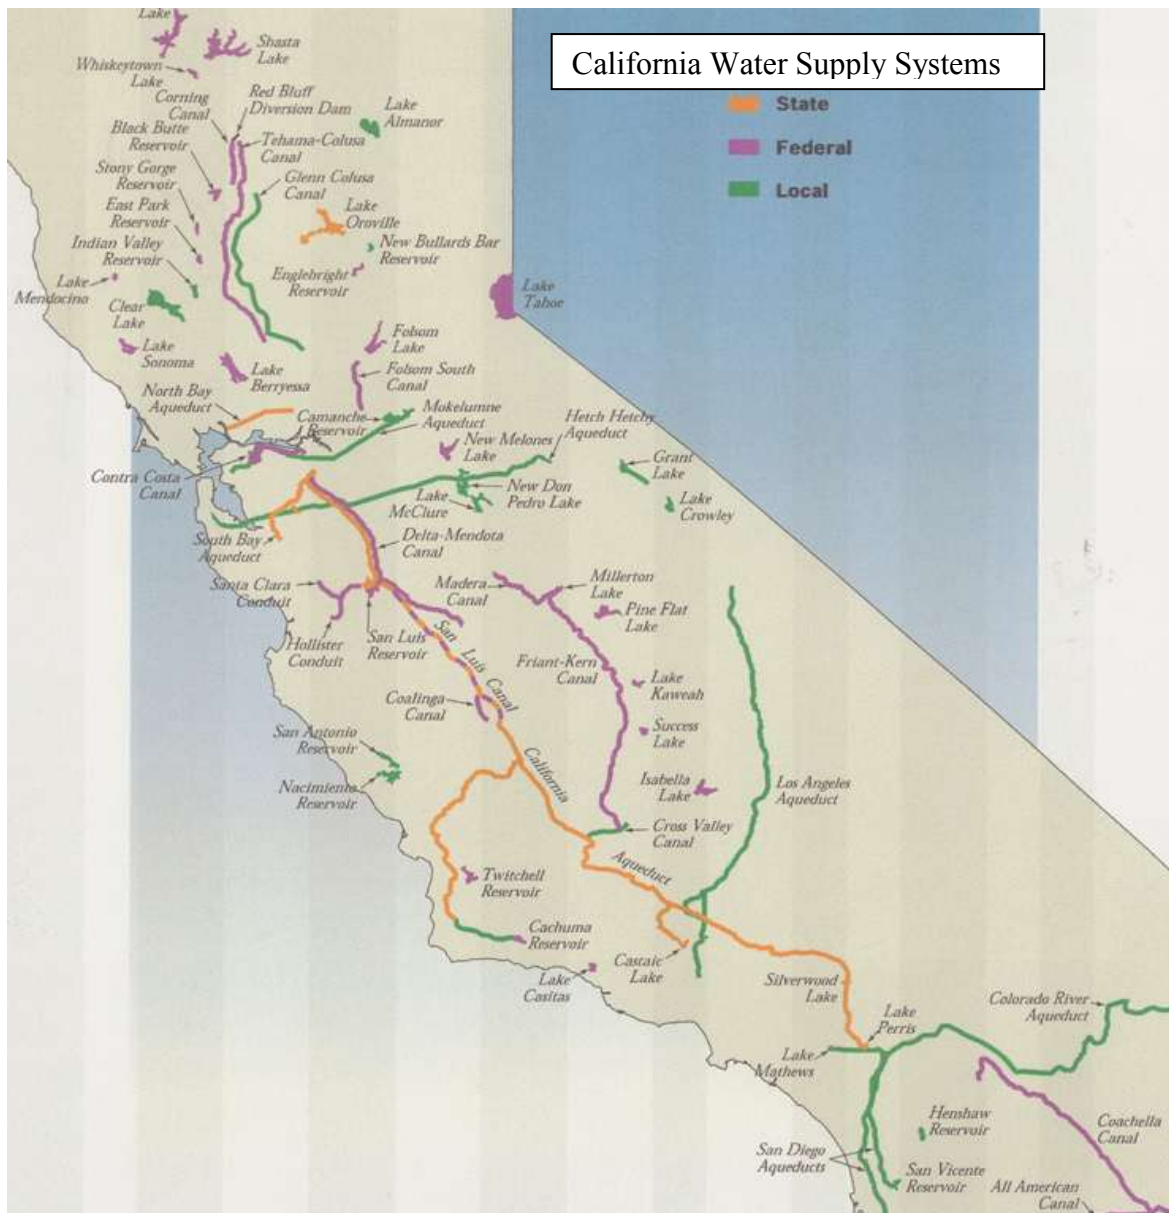 Lake
Shasta
Lake
Whiskeytown
Lake
Corning
Canal
Red Bluff
Diversion Dam
Lake
Almanor
Black Butte
Reservoir
Tehama-Colusa
Canal
Stony Gorge
Reservoir
Glenn Colusa
Canal
East Park
Reservoir
Lake
Oroville
Indian Valley
Reservoir
New Bullards Bar
Reservoir
Lake
Mendocino
Englebright
Reservoir
Clear
Lake
Lake
Tahoe
California Water Supply Systems
State
Federal
Local
Lake
Sonoma
Lake
Berryessa
Folsom
Lake
Folsom South
Canal
North Bay
Aqueduct
Camanche
Reservoir
Mokelumne
Aqueduct
Hetch Hetchy
Aqueduct
Contra Costa
Canal
New Melones
Lake
Grant
Lake
New Don
Pedro Lake
Lake
McClure
Lake
Crowley
South Bay
Aqueduct
Delta-Mendota
Canal
Santa Clara
Conduit
Madera
Canal
Millerton
Lake
Pine Flat
Lake
Hollister
Conduit
San Luis
Reservoir
San Luis Canal
Friant-Kern
Canal
Lake
Kaweah
Coalinga
Canal
Success
Lake
San Antonio
Reservoir
Nacimiento
Reservoir
California
Aqueduct
Isabella
Lake
Los Angeles
Aqueduct
Cross Valley
Canal
Twitchell
Reservoir
Cachuma
Reservoir
Lake
Casitas
Castaic
Lake
Silverwood
Lake
Lake
Perris
Colorado River
Aqueduct
Lake
Mathews
Henshaw
Reservoir
Coachella
Canal
San Diego
Aqueducts
San Vicente
Reservoir
All American
Canal